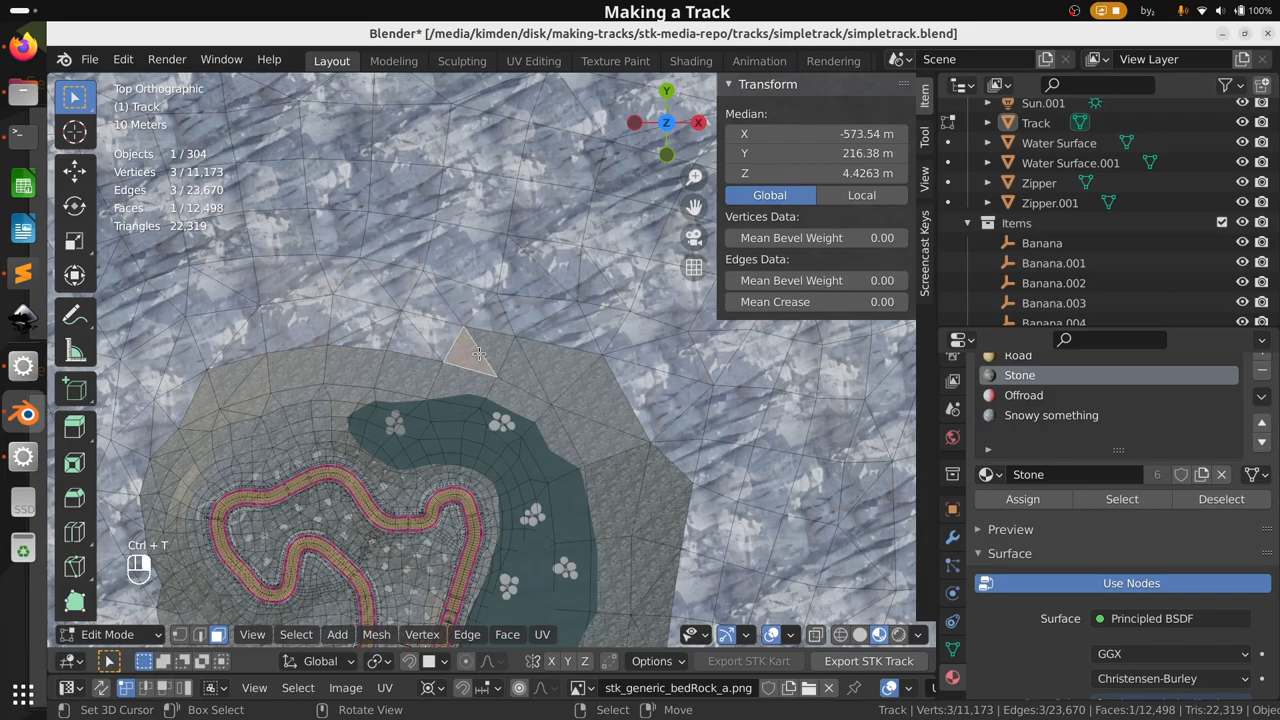 Making a Track
by₂
100%
Blender* [/media/kimden/disk/making-tracks/stk-media-repo/tracks/simpletrack/simpletrack.blend]
File Edit Render Window Help Layout Modeling Sculpting UV Editing Texture Paint Shading Animation Rendering Scene View Layer
Top Orthographic
(1) Track
10 Meters
Objects 1 / 304
Vertices 3 / 11,173
Edges 3 / 23,670
Faces 1 / 12,498
Triangles 22,319
Y
X
Z
Transform
Median:
X -573.54 m
Y 216.38 m
Z 4.4263 m
Global Local
Vertices Data:
Mean Bevel Weight 0.00
Edges Data:
Mean Bevel Weight 0.00
Mean Crease 0.00
Item
Tool
View
Screencast Keys
Sun.001
Track
Water Surface
Water Surface.001
Zipper
Zipper.001
Items
Banana
Banana.001
Banana.002
Banana.003
Banana.004
Road
Stone
Offroad
Snowy something
Stone 6
Assign Select Deselect
Preview
Surface
Use Nodes
Surface Principled BSDF
GGX
Christensen-Burley
Ctrl + T
SSD
Edit Mode View Select Add Mesh Vertex Edge Face UV
Global X Y Z Options Export STK Kart Export STK Track
View Select Image UV stk_generic_bedRock_a.png
Set 3D Cursor Box Select Rotate View Select Move Track | Verts:3/11,173 | Edges:3/23,670 | Faces:1/12,498 | Tris:22,319 | Objec